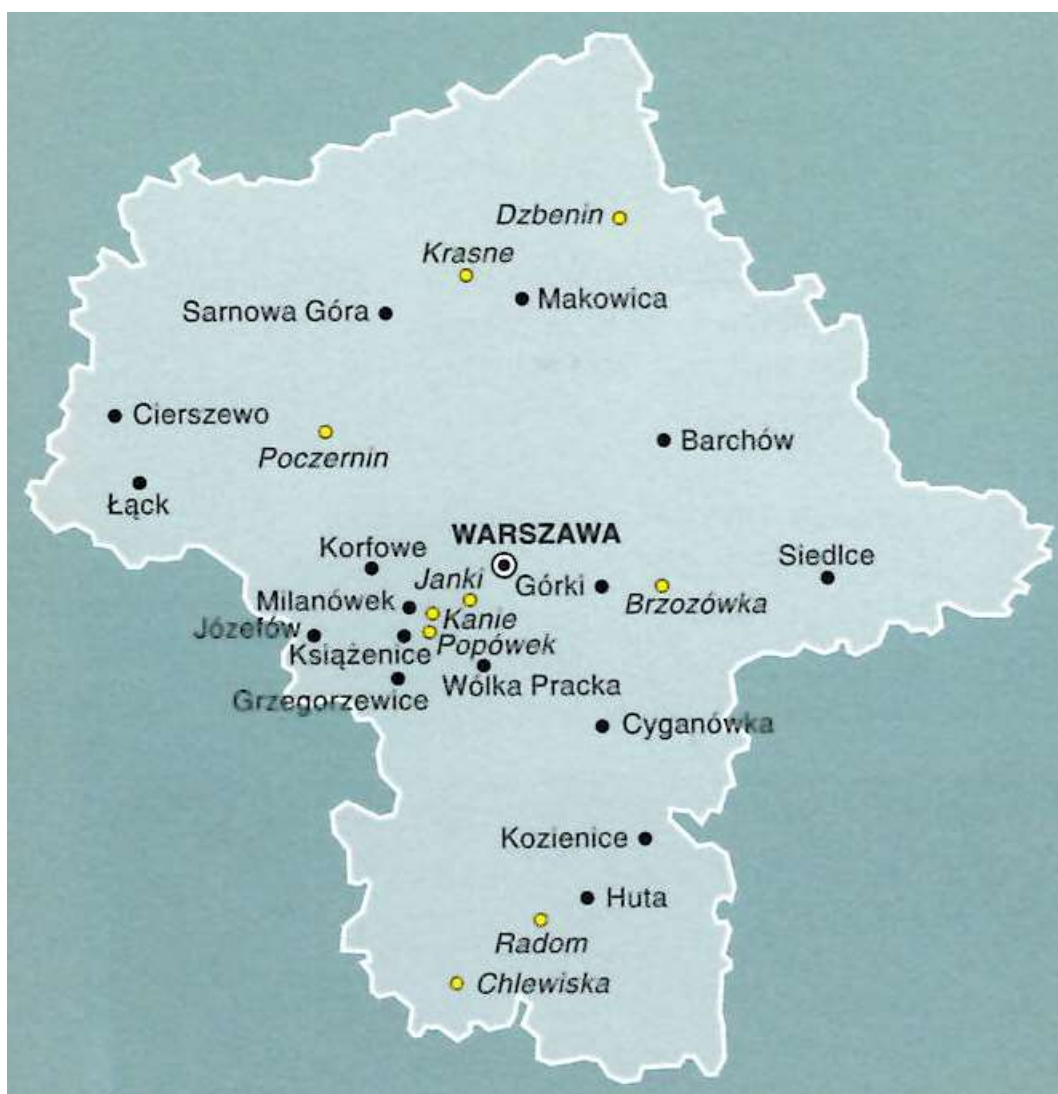 Dzbenin
Krasne
Makowica
Sarnowa Góra
Cierszewo
Barchów
Poczernin
Łąck
WARSZAWA
Korfowe
Siedlce
Janki
Górki
Milanówek
Brzozówka
Kanie
Józefów
Popówek
Książenice
Wólka Pracka
Grzegorzewice
Cyganówka
Kozienice
Huta
Radom
Chlewiska